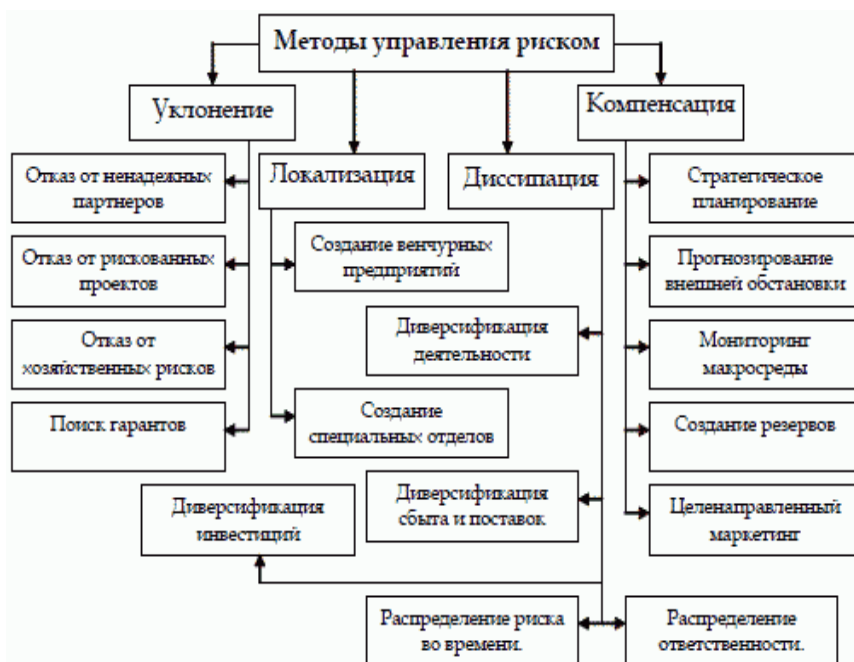 Методы управления риском
Уклонение
Компенсация
Локализация
Диссипация
Отказ от ненадежных
партнеров
Отказ от рискованных
проектов
Отказ от
хозяйственных рисков
Поиск гарантов
Создание венчурных
предприятий
Создание
специальных отделов
Диверсификация
деятельности
Диверсификация
сбыта и поставок
Диверсификация
инвестиций
Распределение риска
во времени.
Распределение
ответственности.
Стратегическое
планирование
Прогнозирование
внешней обстановки
Мониторинг
макросреды
Создание резервов
Целенаправленный
маркетинг